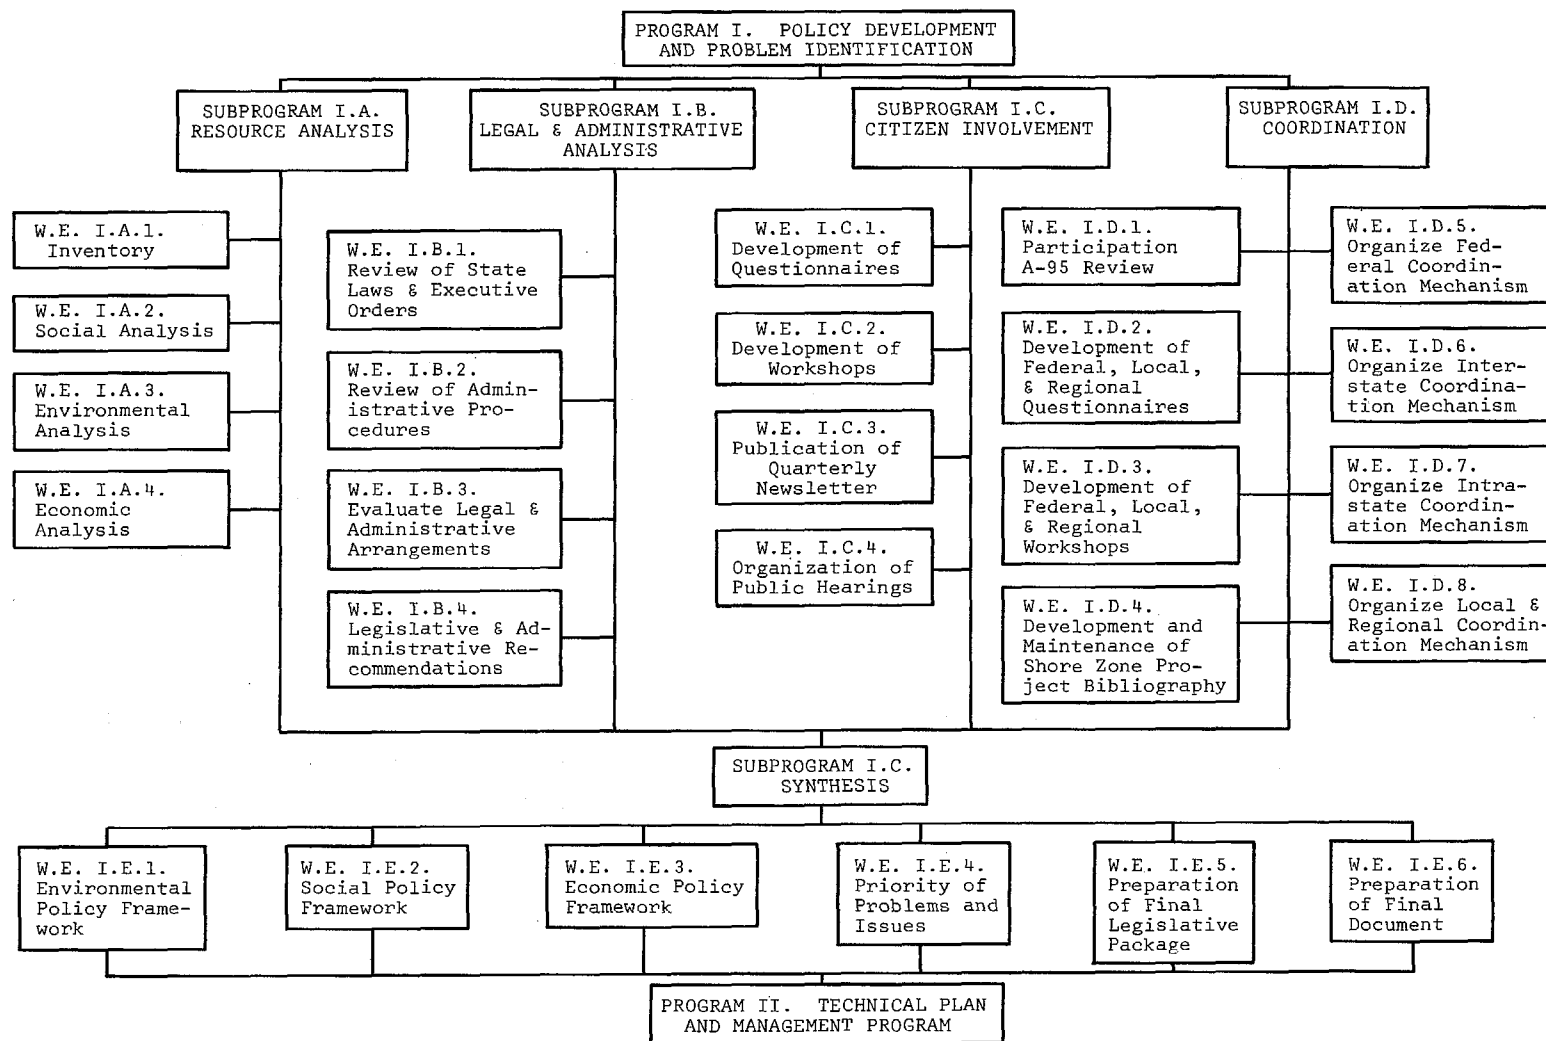 PROGRAM I. POLICY DEVELOPMENT
AND PROBLEM IDENTIFICATION
SUBPROGRAM I.A.
RESOURCE ANALYSIS
SUBPROGRAM I.B.
LEGAL & ADMINISTRATIVE
ANALYSIS
SUBPROGRAM I.C.
CITIZEN INVOLVEMENT
SUBPROGRAM I.D.
COORDINATION
W.E. I.A.1.
Inventory
W.E. I.A.2.
Social Analysis
W.E. I.A.3.
Environmental
Analysis
W.E. I.A.4.
Economic
Analysis
W.E. I.B.1.
Review of State
Laws & Executive
Orders
W.E. I.B.2.
Review of Admin-
istrative Pro-
cedures
W.E. I.B.3.
Evaluate Legal &
Administrative
Arrangements
W.E. I.B.4.
Legislative & Ad-
ministrative Re-
commendations
W.E. I.C.1.
Development of
Questionnaires
W.E. I.C.2.
Development of
Workshops
W.E. I.C.3.
Publication of
Quarterly
Newsletter
W.E. I.C.4.
Organization of
Public Hearings
W.E. I.D.1.
Participation
A-95 Review
W.E. I.D.2.
Development of
Federal, Local,
& Regional
Questionnaires
W.E. I.D.3.
Development of
Federal, Local,
& Regional
Workshops
W.E. I.D.4.
Development and
Maintenance of
Shore Zone Pro-
ject Bibliography
W.E. I.D.5.
Organize Fed-
eral Coordin-
ation Mechanism
W.E. I.D.6.
Organize Inter-
state Coordina-
tion Mechanism
W.E. I.D.7.
Organize Intra-
state Coordin-
ation Mechanism
W.E. I.D.8.
Organize Local &
Regional Coordin-
ation Mechanism
SUBPROGRAM I.C.
SYNTHESIS
W.E. I.E.1.
Environmental
Policy Frame-
work
W.E. I.E.2.
Social Policy
Framework
W.E. I.E.3.
Economic Policy
Framework
W.E. I.E.4.
Priority of
Problems and
Issues
W.E. I.E.5.
Preparation
of Final
Legislative
Package
W.E. I.E.6.
Preparation
of Final
Document
PROGRAM II. TECHNICAL PLAN
AND MANAGEMENT PROGRAM